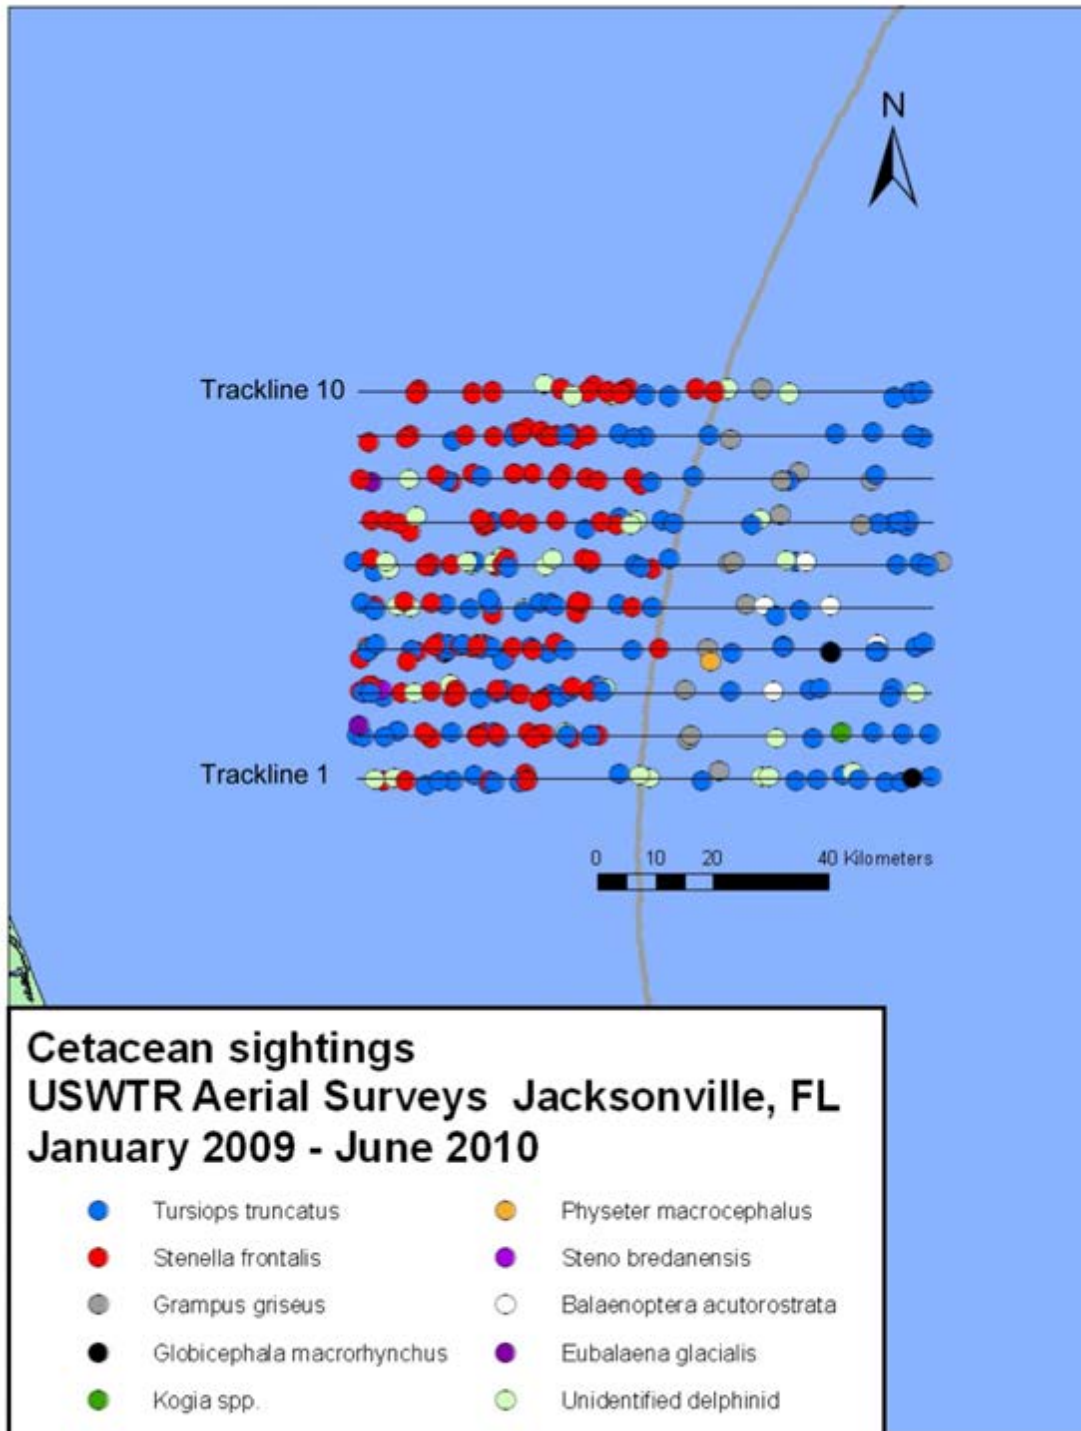 N
Trackline 10
Trackline 1
0 10 20 40 Kilometers
Cetacean sightings
USWTR Aerial Surveys Jacksonville, FL
January 2009 - June 2010
Tursiops truncatus
Stenella frontalis
Grampus griseus
Globicephala macrorhynchus
Kogia spp.
Physeter macrocephalus
Steno bredanensis
Balaenoptera acutorostrata
Eubalaena glacialis
Unidentified delphinid